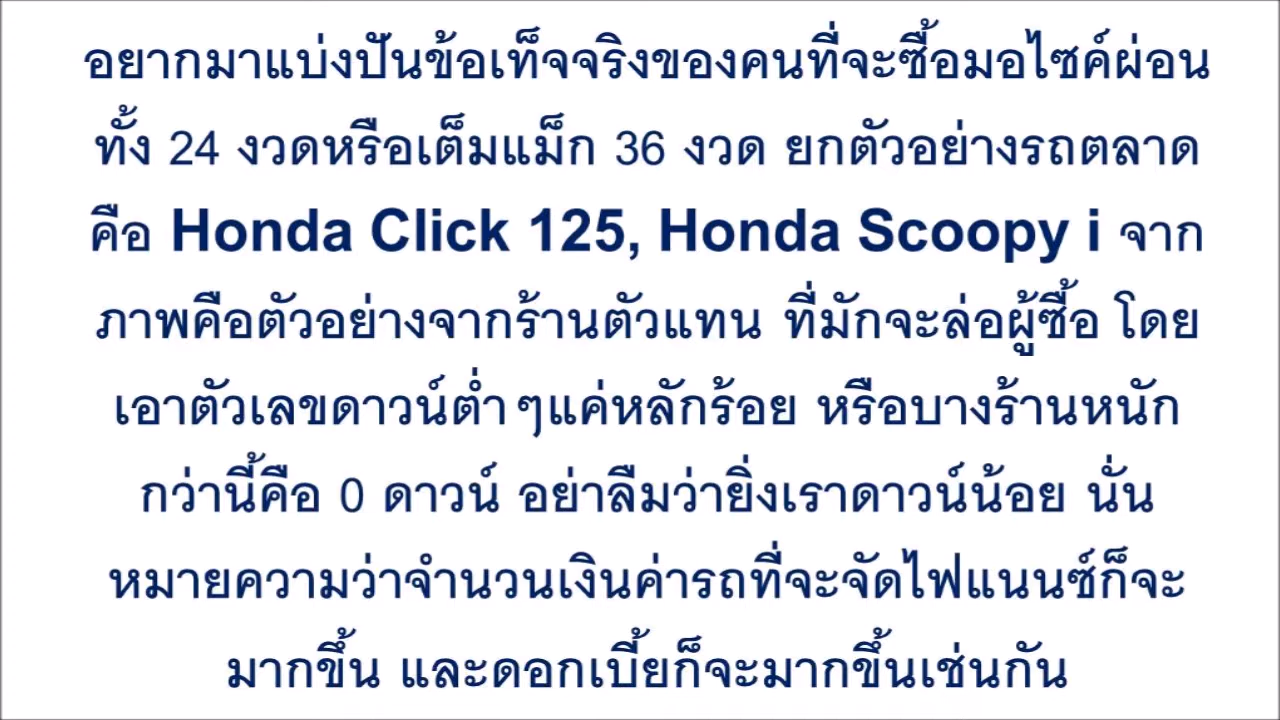 อยากมาแบ่งปันข้อเท็จจริงของคนที่จะซื้อมอไซค์ผ่อน
ทั้ง 24 งวดหรือเต็มแม็ก 36 งวด ยกตัวอย่างรถตลาด
คือ Honda Click 125, Honda Scoopy i จาก
ภาพคือตัวอย่างจากร้านตัวแทน ที่มักจะล่อผู้ซื้อ โดย
เอาตัวเลขดาวน์ต่ำๆแค่หลักร้อย หรือบางร้านหนัก
กว่านี้คือ 0 ดาวน์ อย่าลืมว่ายิ่งเราดาวน์น้อย นั่น
หมายความว่าจำนวนเงินค่ารถที่จะจัดไฟแนนซ์ก็จะ
มากขึ้น และดอกเบี้ยก็จะมากขึ้นเช่นกัน